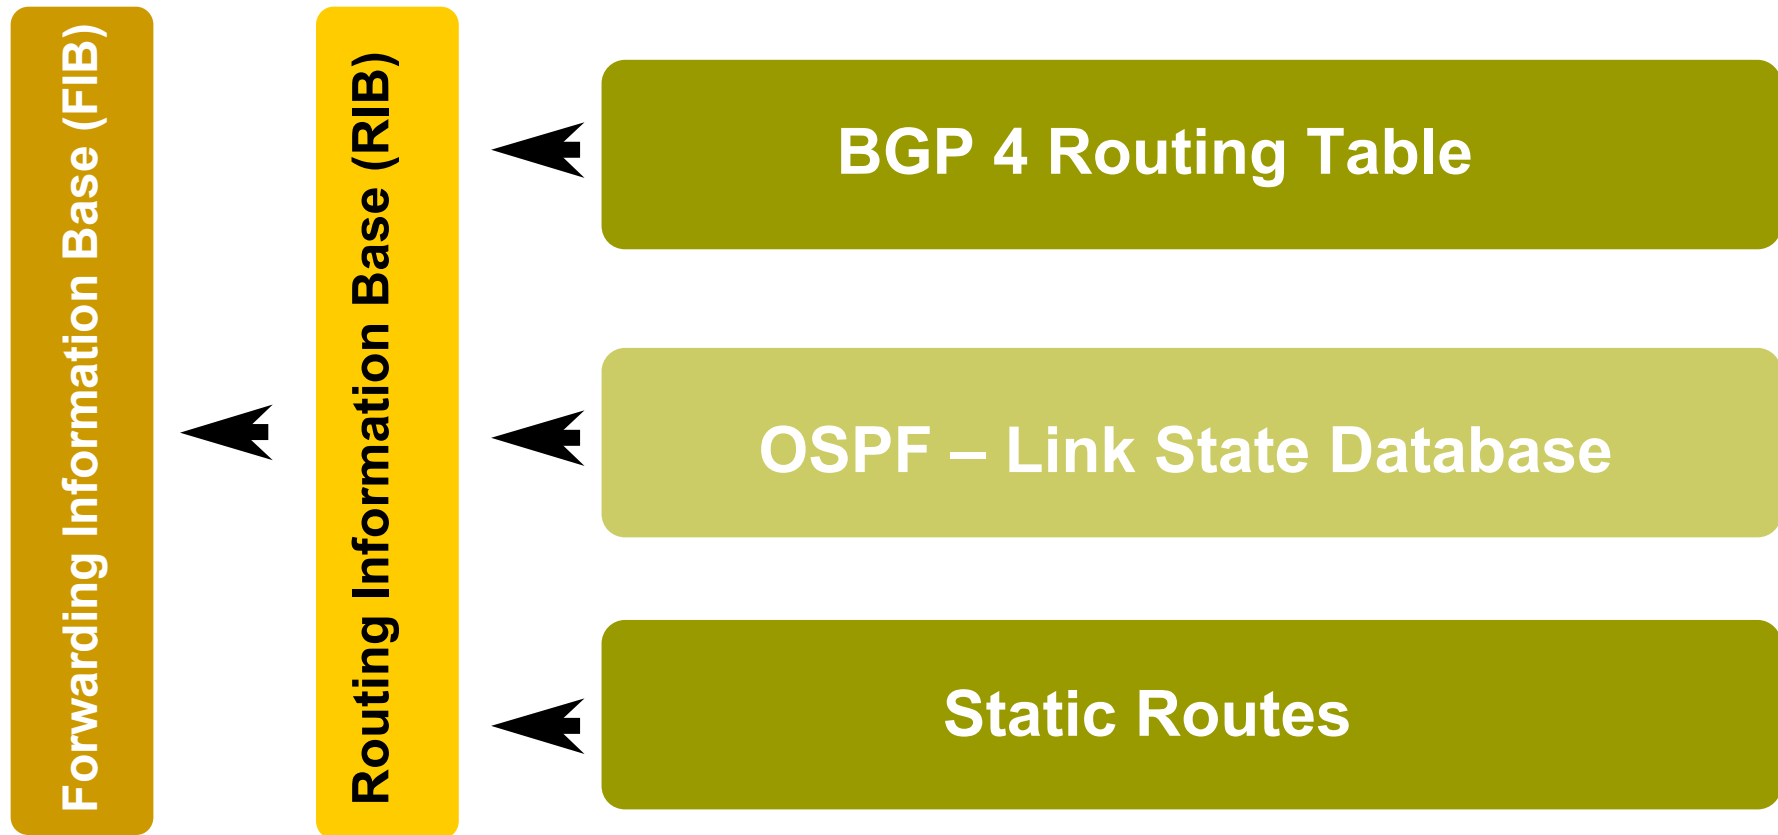 Forwarding Information Base (FIB)
Routing Information Base (RIB)
BGP 4 Routing Table
OSPF – Link State Database
Static Routes